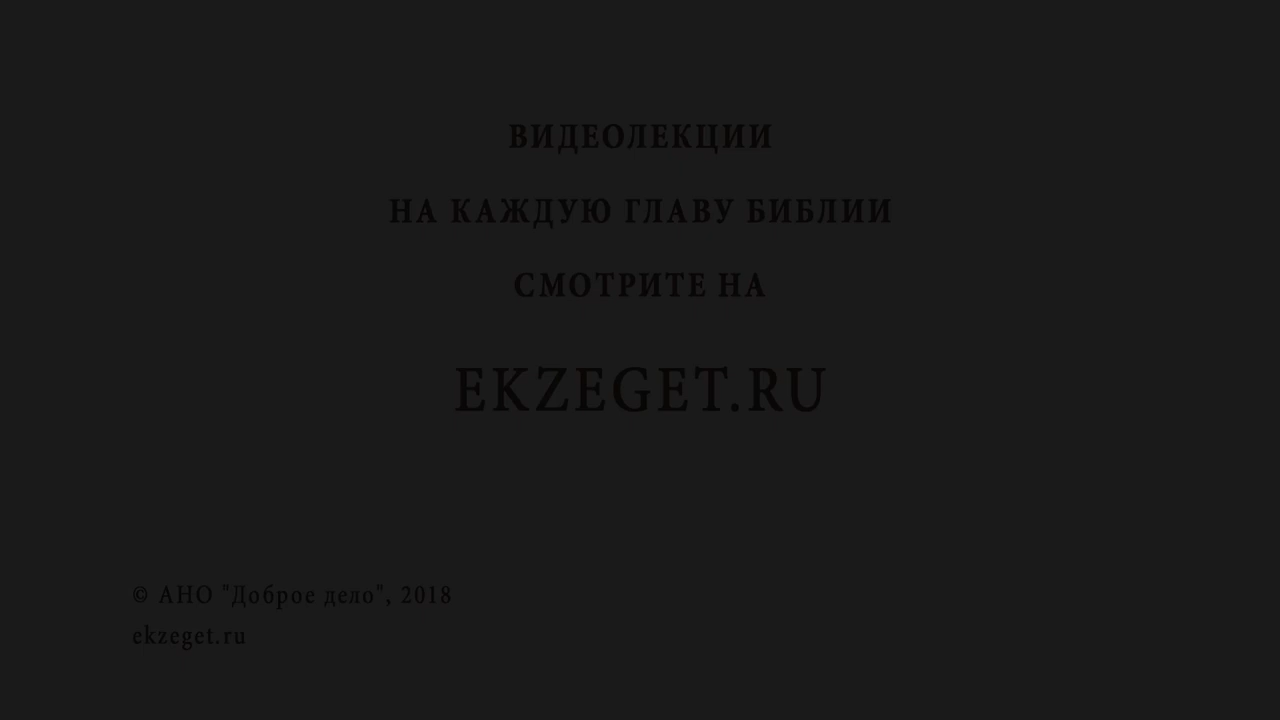 ВИДЕОЛЕКЦИИ
НА КАЖДУЮ ГЛАВУ БИБЛИИ
СМОТРИТЕ НА
EKZEGET.RU
© АНО "Доброе дело", 2018
ekzeget.ru